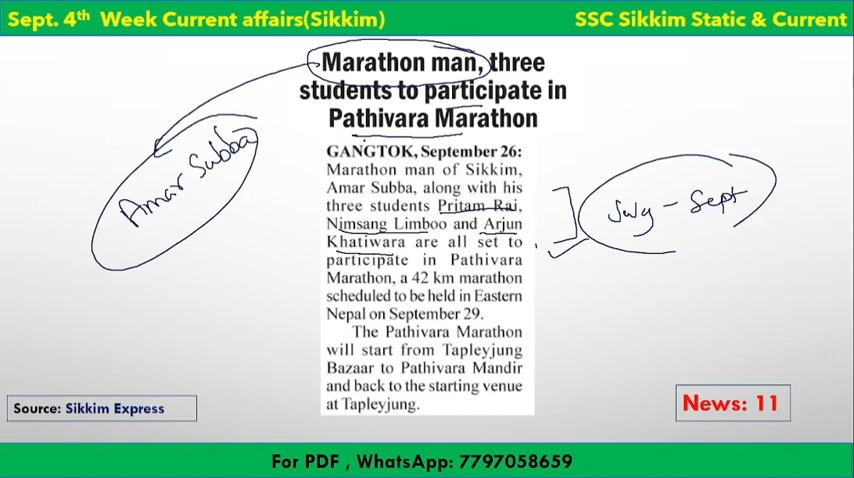 Sept. 4th Week Current affairs(Sikkim)
SSC Sikkim Static & Current
Marathon man, three
students to participate in
Pathivara Marathon
Amar Subba
GANGTOK, September 26:
Marathon man of Sikkim,
Amar Subba, along with his
three students Pritam Rai,
Nimsang Limboo and Arjun
Khatiwara are all set to
participate in Pathivara
Marathon, a 42 km marathon
scheduled to be held in Eastern
Nepal on September 29.
The Pathivara Marathon
will start from Tapleyjung
Bazaar to Pathivara Mandir
and back to the starting venue
at Tapleyjung.
- Sept
Source: Sikkim Express
News: 11
For PDF , WhatsApp: 7797058659